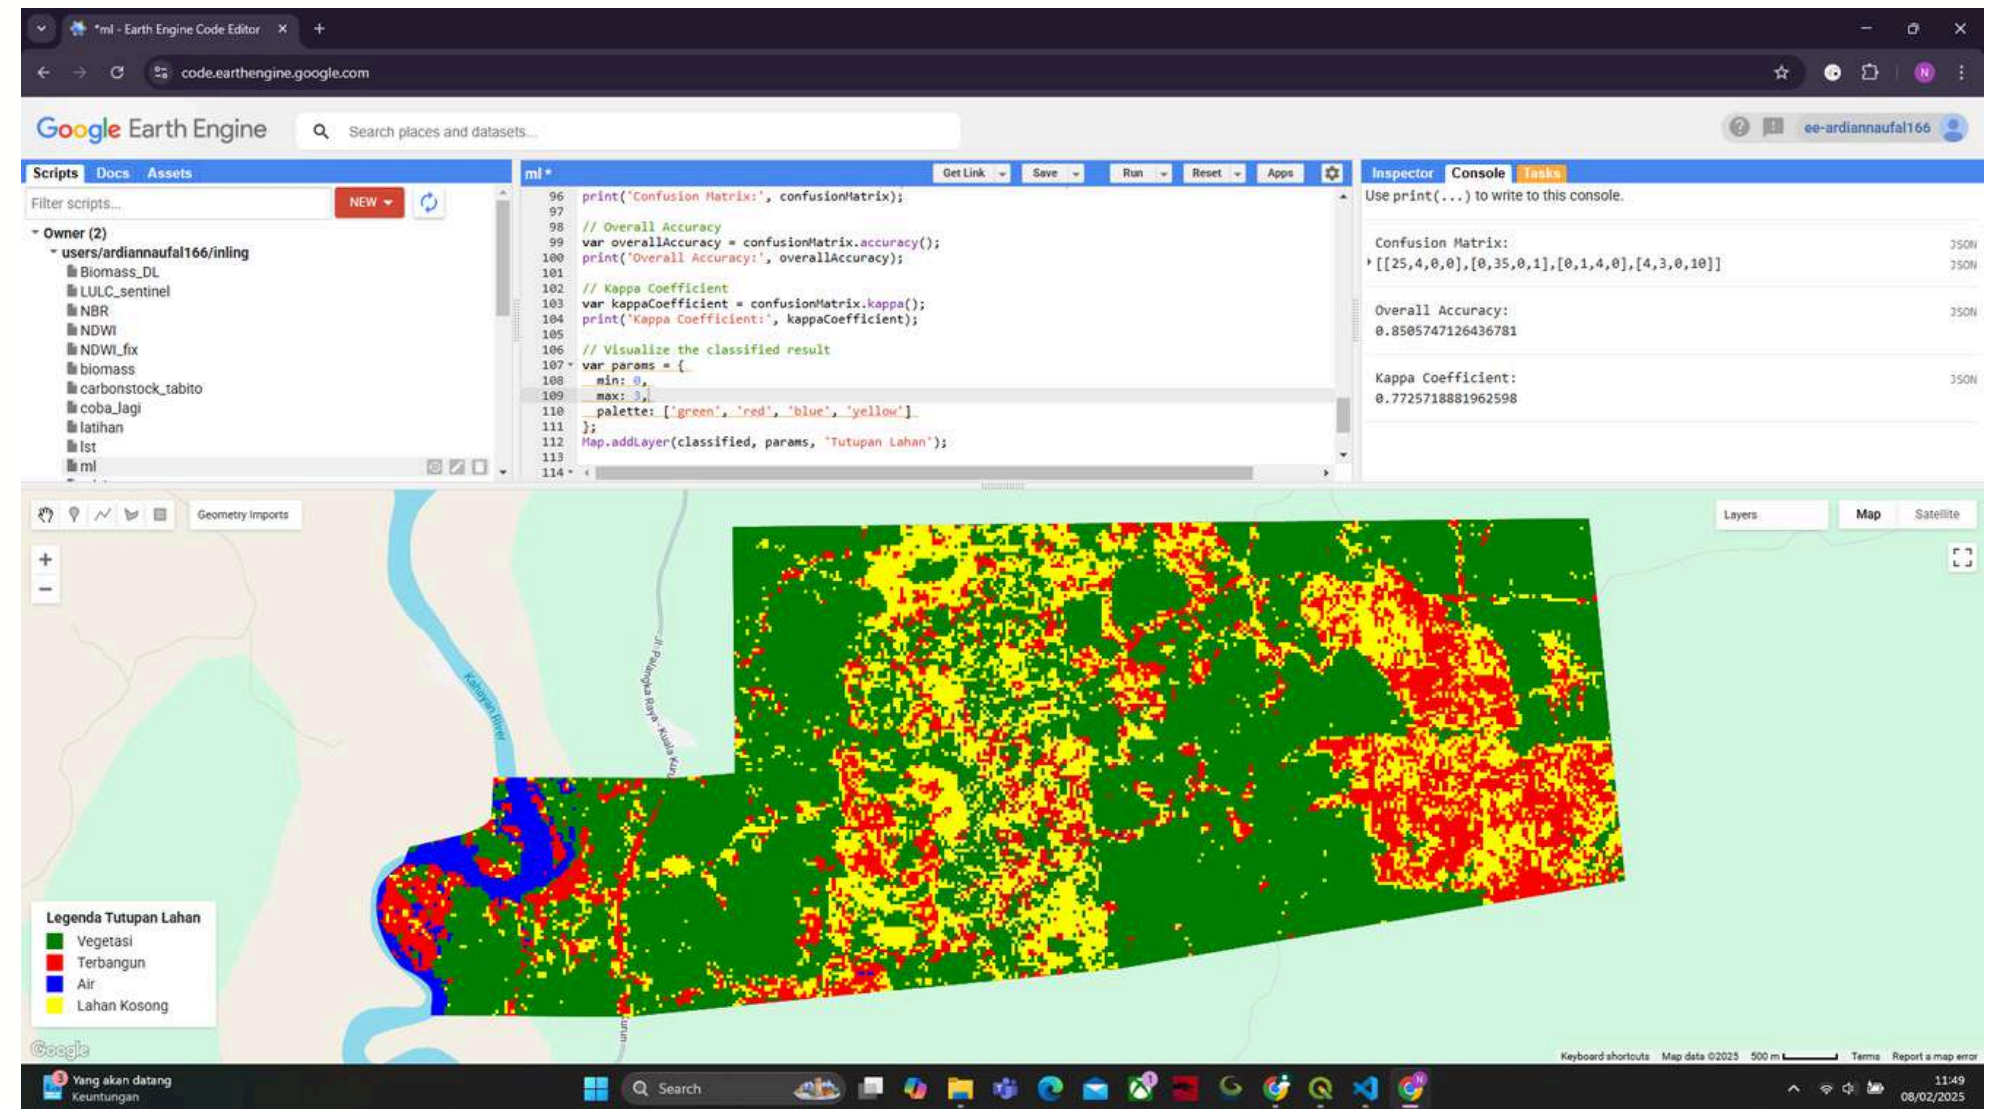 *ml - Earth Engine Code Editor
code.earthengine.google.com
N
Google Earth Engine
Search places and datasets...
ee-ardiannaufal166
Scripts Docs Assets
Filter scripts...
NEW
Owner (2)
users/ardiannaufal166/inling
Biomass_DL
LULC_sentinel
NBR
NDWI
NDWI_fix
biomass
carbonstock_tabito
coba_lagi
latihan
lst
ml
ml *
Get Link Save Run Reset Apps
96 print('Confusion Matrix:', confusionMatrix);
97
98 // Overall Accuracy
99 var overallAccuracy = confusionMatrix.accuracy();
100 print('Overall Accuracy:', overallAccuracy);
101
102 // Kappa Coefficient
103 var kappaCoefficient = confusionMatrix.kappa();
104 print('Kappa Coefficient:', kappaCoefficient);
105
106 // Visualize the classified result
107 var params = {
108 min: 0,
109 max: 3,
110 palette: ['green', 'red', 'blue', 'yellow']
111 };
112 Map.addLayer(classified, params, 'Tutupan Lahan');
113
114
Inspector Console Tasks
Use print(...) to write to this console.
Confusion Matrix: JSON
[[25,4,0,0],[0,35,0,1],[0,1,4,0],[4,3,0,10]] JSON
Overall Accuracy: JSON
0.8505747126436781
Kappa Coefficient: JSON
0.7725718881962598
Geometry Imports
Layers
Map Satellite
+
−
Kahayan River
Jl. Palangka Raya - Kuala Kurun
urun
Legenda Tutupan Lahan
Vegetasi
Terbangun
Air
Lahan Kosong
Google
Keyboard shortcuts Map data ©2025 500 m Terms Report a map error
3
Yang akan datang
Keuntungan
Search
1
11:49
08/02/2025